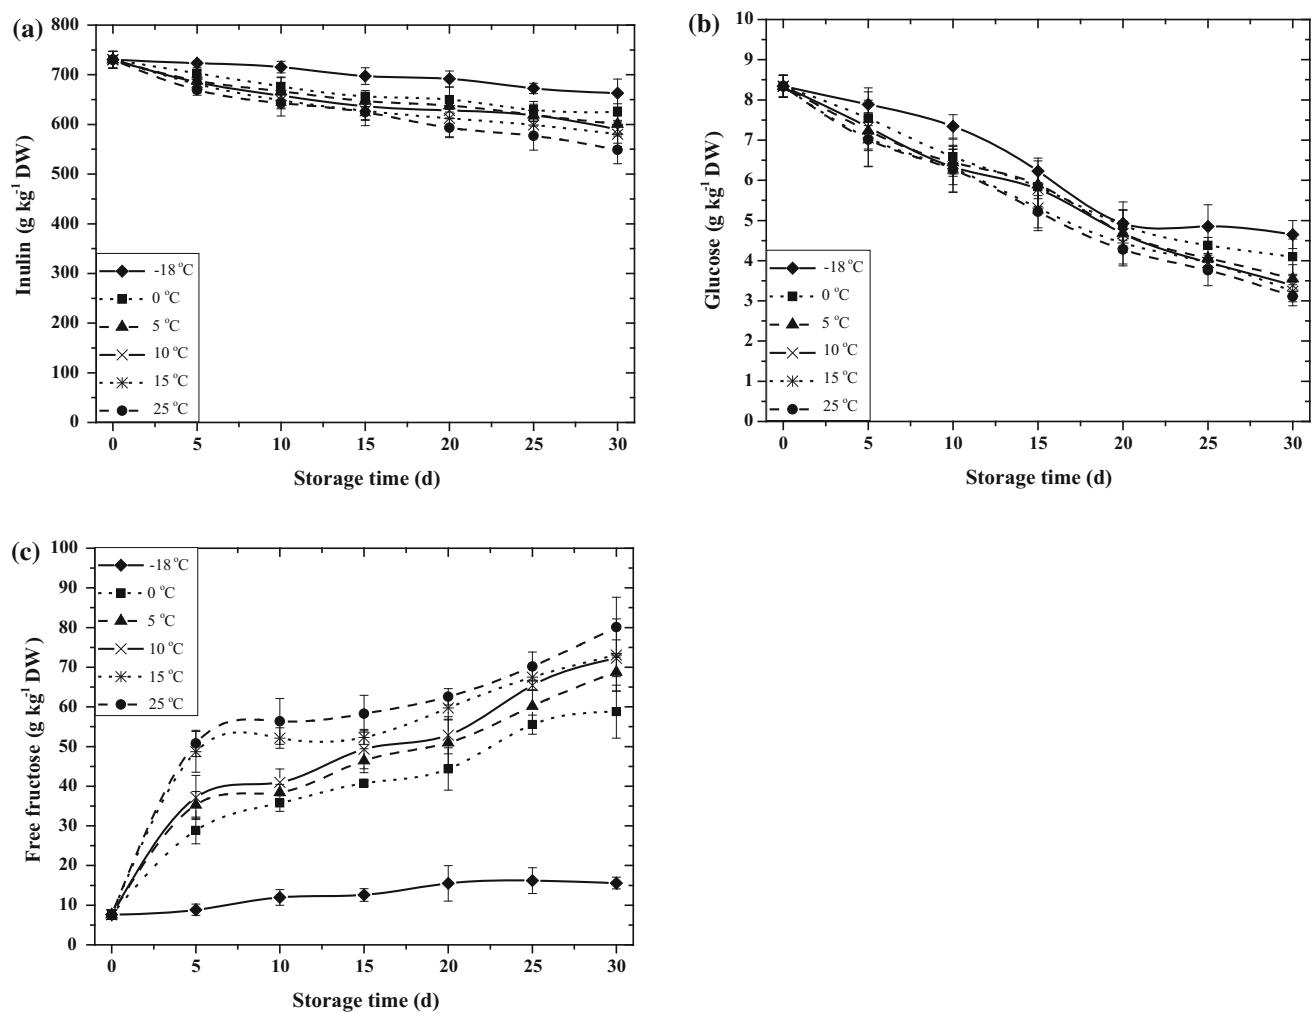 (a)
800
700
600
500
400
300
200
100
0
Inulin (g kg-1 DW)
-18 °C
0 °C
5 °C
10 °C
15 °C
25 °C
0 5 10 15 20 25 30
Storage time (d)
(b)
10
9
8
7
6
5
4
3
2
1
0
Glucose (g kg-1 DW)
-18 °C
0 °C
5 °C
10 °C
15 °C
25 °C
0 5 10 15 20 25 30
Storage time (d)
(c)
100
90
80
70
60
50
40
30
20
10
0
Free fructose (g kg-1 DW)
-18 °C
0 °C
5 °C
10 °C
15 °C
25 °C
0 5 10 15 20 25 30
Storage time (d)